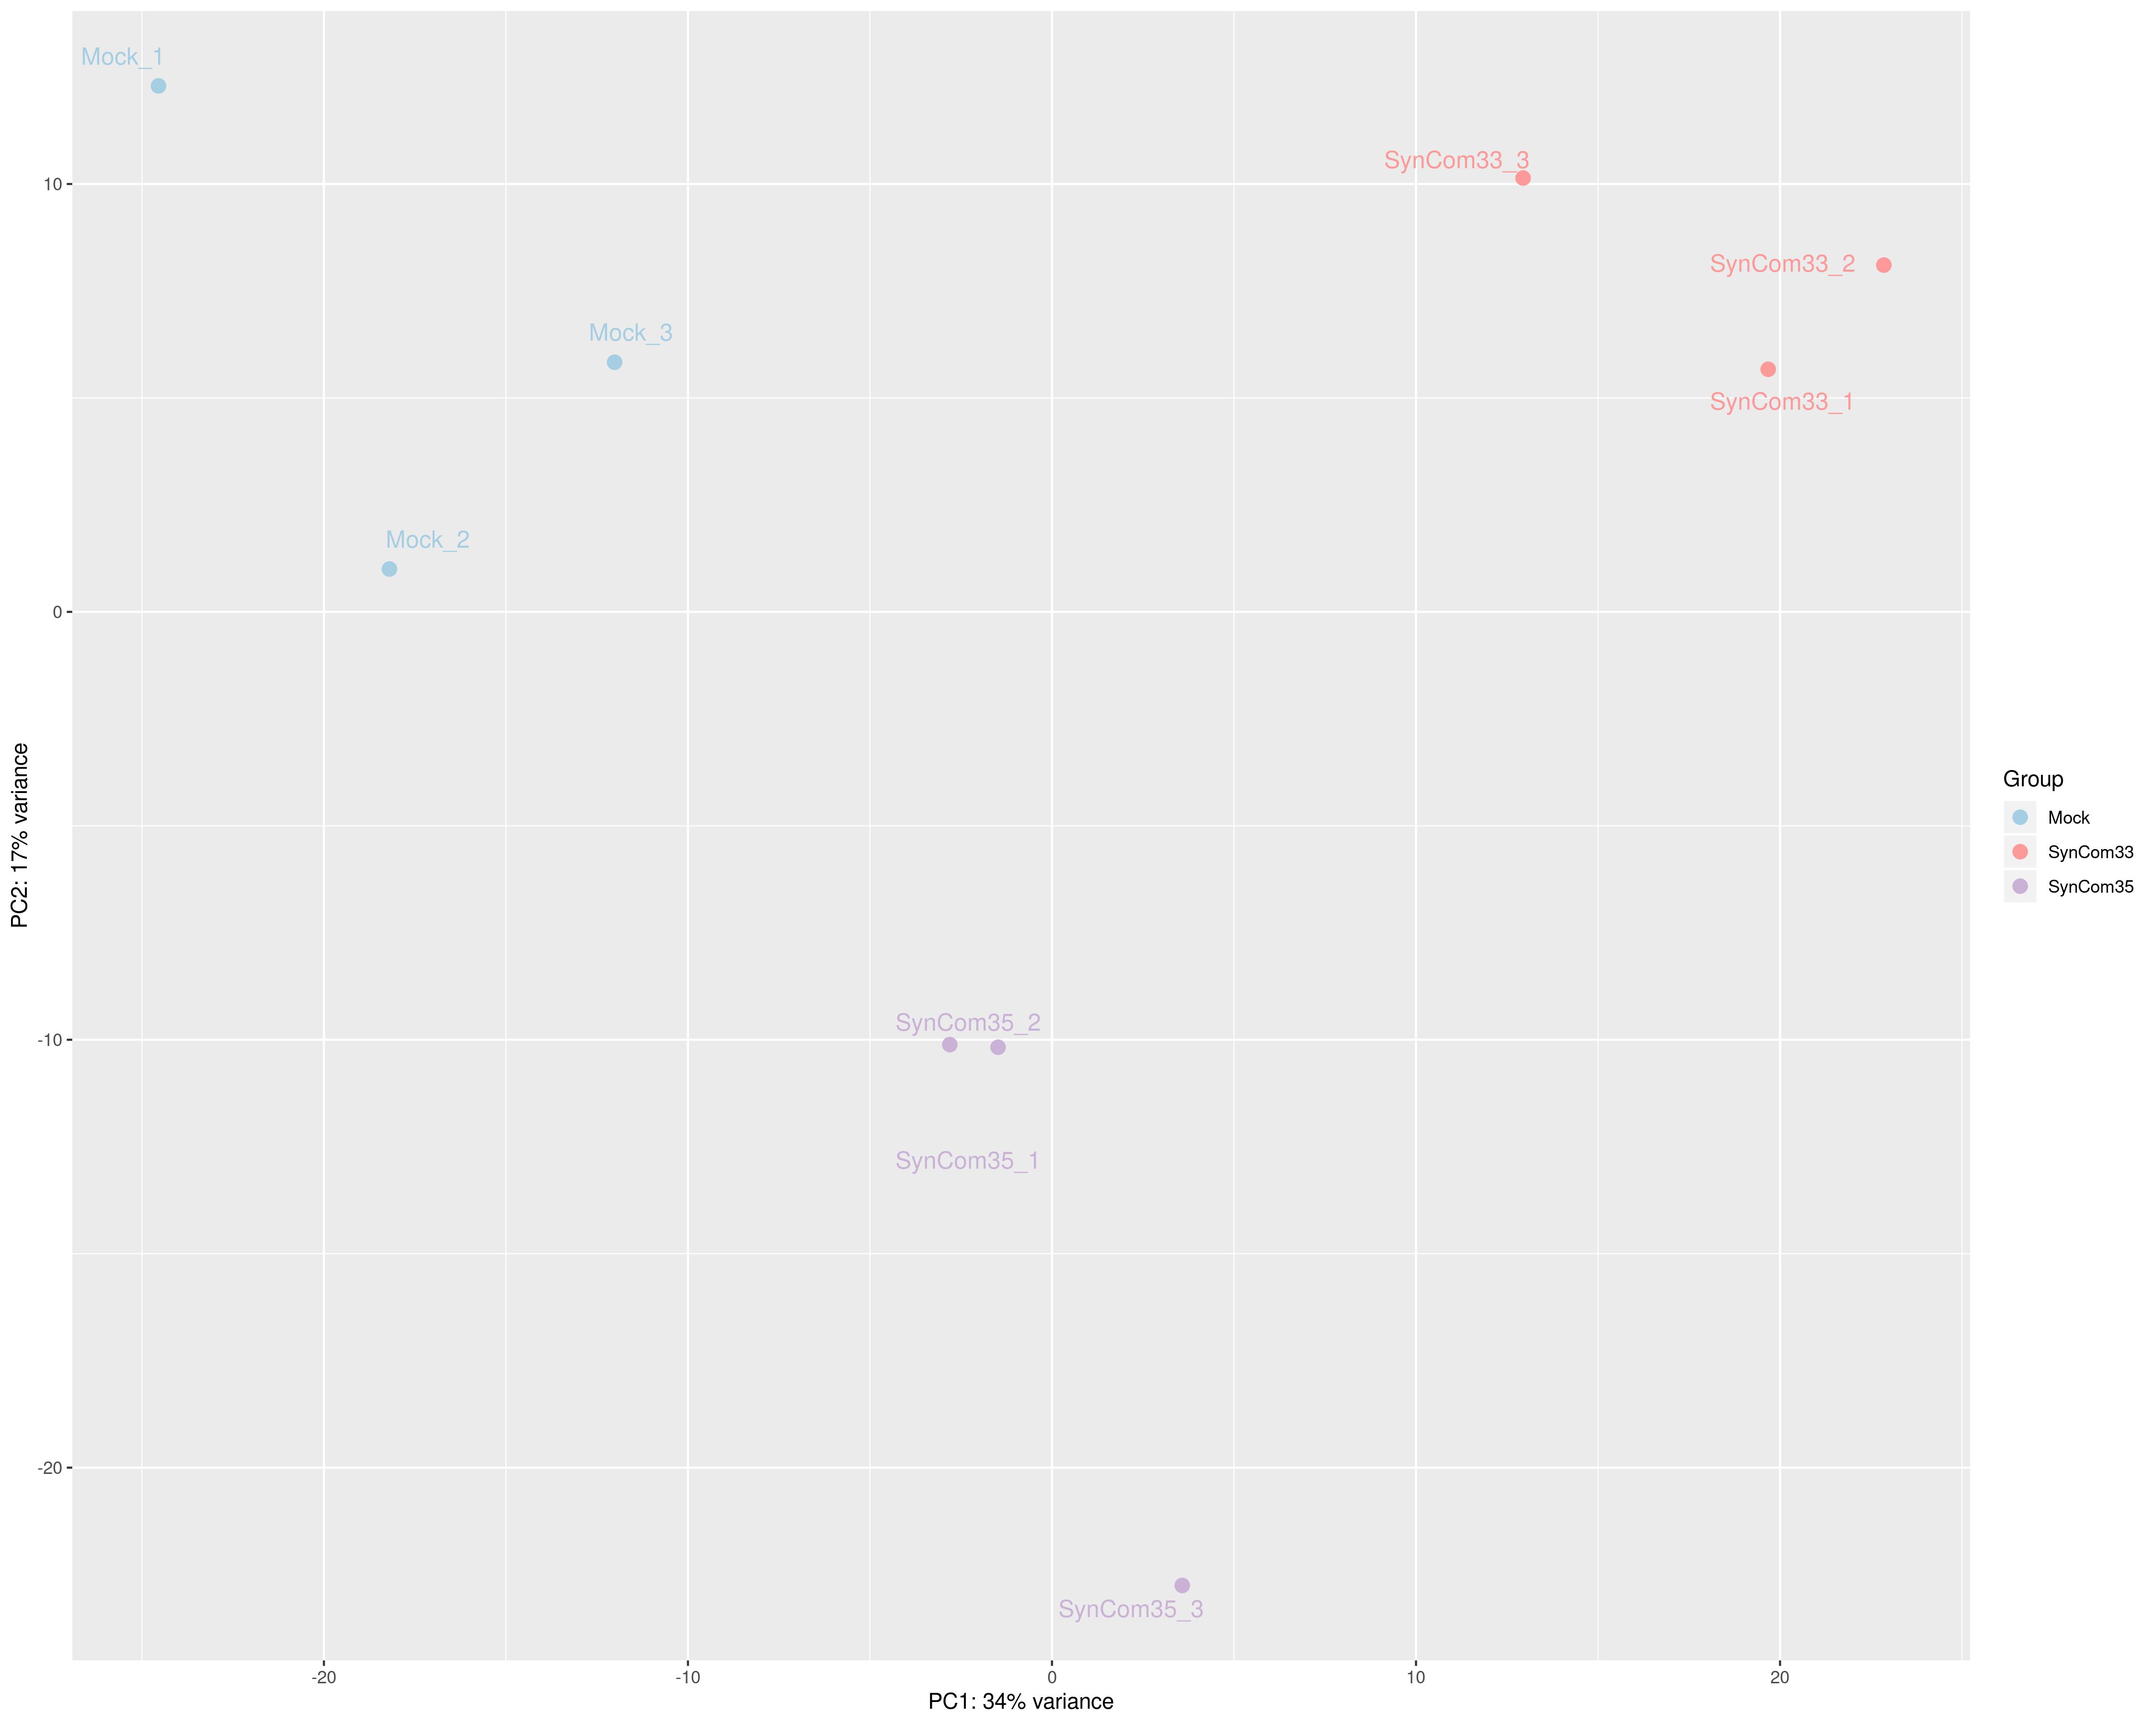 Mock_1
SynCom33_3
10
SynCom33_2
Mock_3
SynCom33_1
Mock_2
0
PC2: 17% variance
Group
Mock
SynCom33
SynCom35
SynCom35_2
-10
SynCom35_1
-20
SynCom35_3
-20
-10
0
10
20
PC1: 34% variance